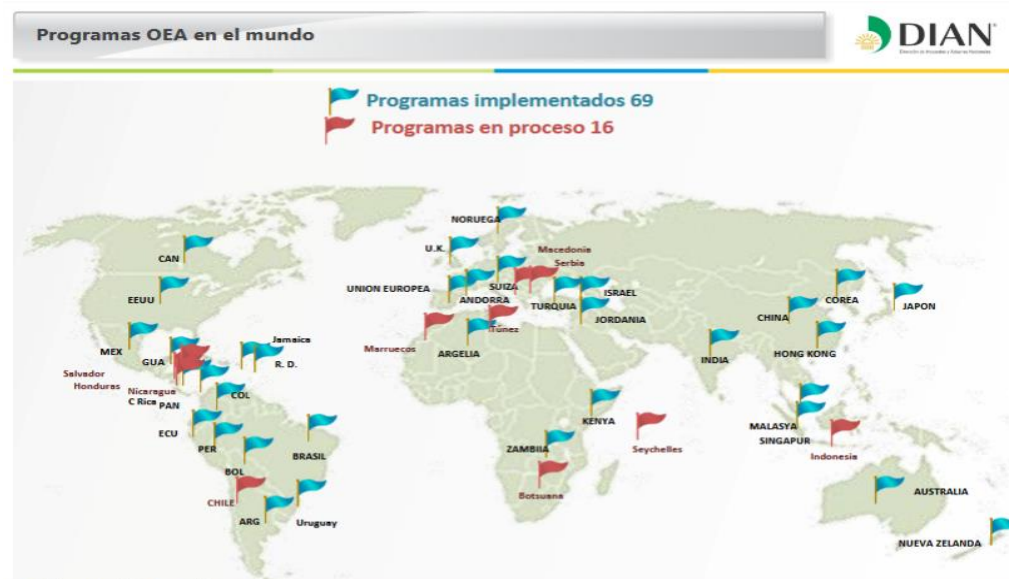 Programas OEA en el mundo
DIAN
Programas implementados 69
Programas en proceso 16
NORUEGA
U.K.
Macedonia
Serbia
CAN
EEUU
UNION EUROPEA
SUIZA
ANDORRA
TURQUIA
ISRAEL
JORDANIA
COREA
JAPON
CHINA
HONG KONG
INDIA
MEX
GUA
Jamaica
R. D.
Marruecos
ARGELIA
Túnez
Salvador
Honduras
Nicaragua
C Rica
PAN
COL
ECU
PER
BRASIL
BOL
KENYA
Seychelles
ZAMBIIA
Botsuana
MALASYA
SINGAPUR
Indonesia
CHILE
ARG
Uruguay
AUSTRALIA
NUEVA ZELANDA